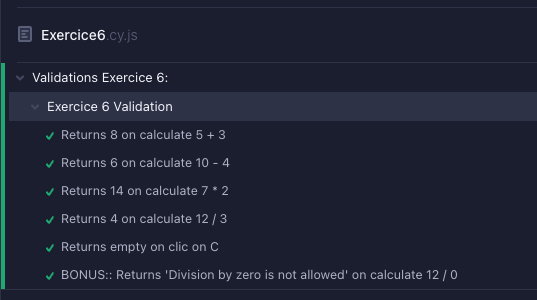 Exercice6.cy.js
Validations Exercice 6:
Exercice 6 Validation
Returns 8 on calculate 5 + 3
Returns 6 on calculate 10 - 4
Returns 14 on calculate 7 * 2
Returns 4 on calculate 12 / 3
Returns empty on clic on C
BONUS:: Returns 'Division by zero is not allowed' on calculate 12 / 0